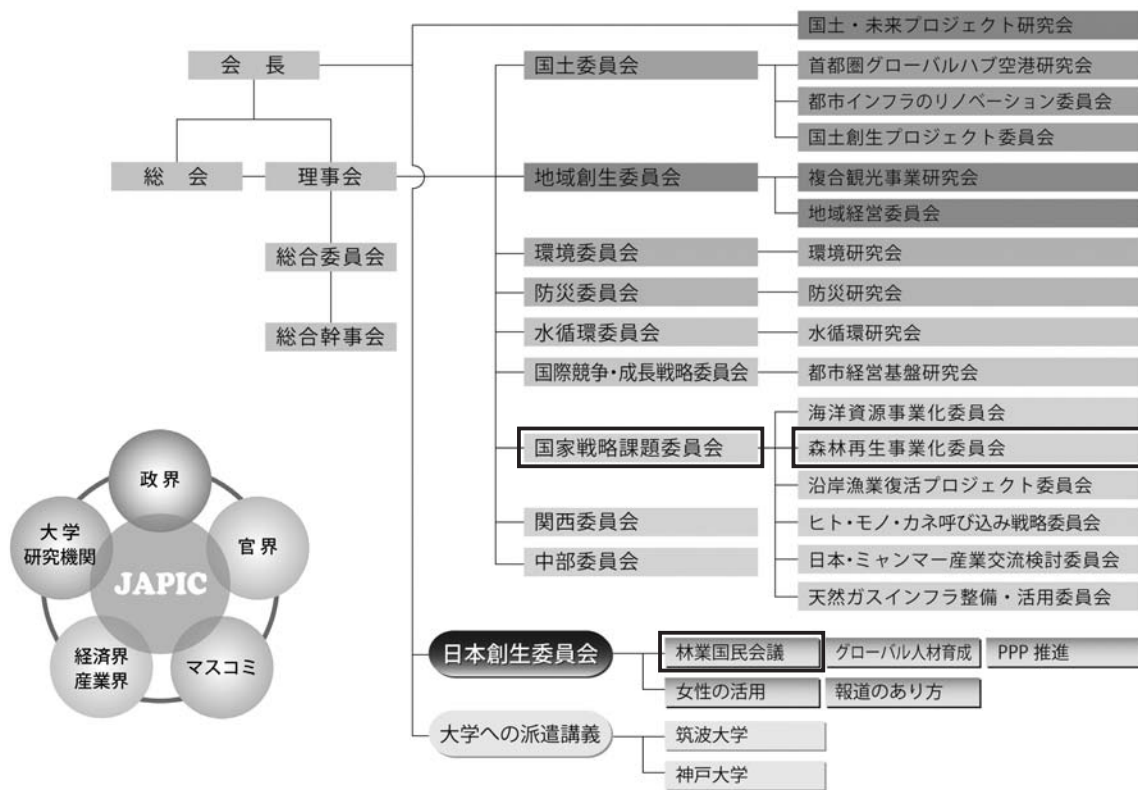 国土・未来プロジェクト研究会
会　長
国土委員会
首都圏グローバルハブ空港研究会
都市インフラのリノベーション委員会
国土創生プロジェクト委員会
総　会
理事会
地域創生委員会
複合観光事業研究会
地域経営委員会
総合委員会
環境委員会
環境研究会
防災委員会
防災研究会
総合幹事会
水循環委員会
水循環研究会
国際競争・成長戦略委員会
都市経営基盤研究会
海洋資源事業化委員会
国家戦略課題委員会
森林再生事業化委員会
沿岸漁業復活プロジェクト委員会
関西委員会
ヒト・モノ・カネ呼び込み戦略委員会
中部委員会
日本・ミャンマー産業交流検討委員会
天然ガスインフラ整備・活用委員会
政界
大学
研究機関
官界
JAPIC
経済界
産業界
マスコミ
日本創生委員会
林業国民会議
グローバル人材育成
PPP 推進
女性の活用
報道のあり方
大学への派遣講義
筑波大学
神戸大学